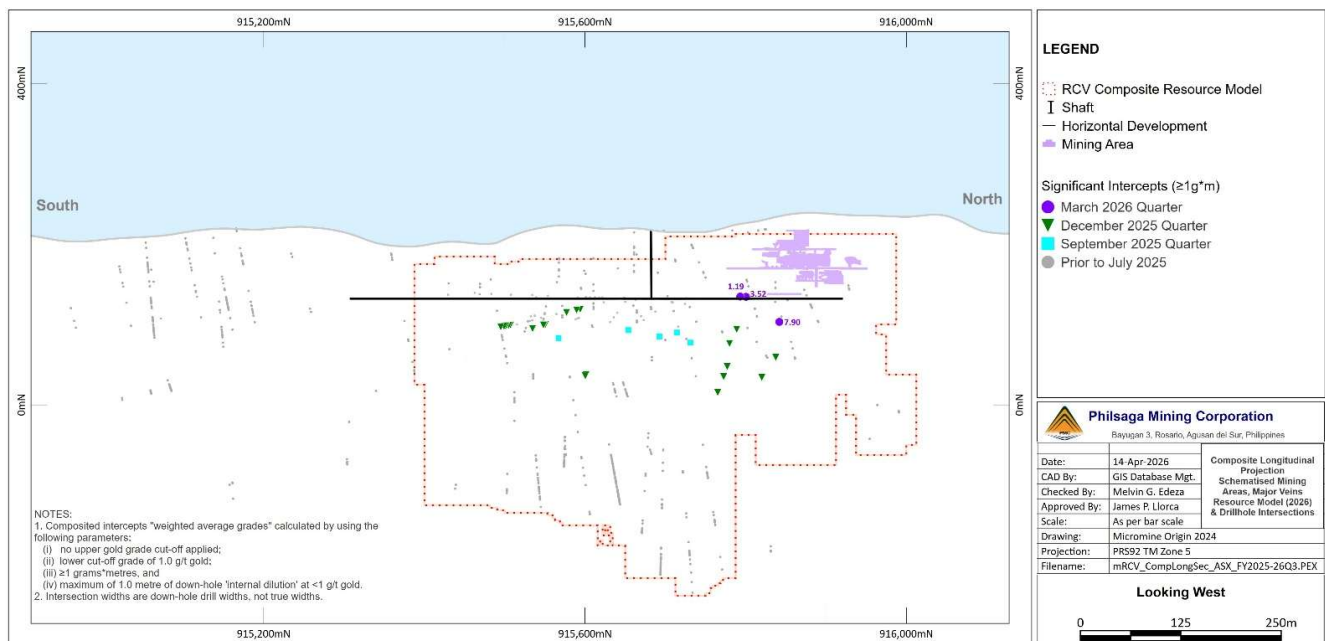 915,200mN
915,600mN
916,000mN
400mN
400mN
South
North
1.19
3.52
7.90
0mN
0mN
NOTES:
1. Composited intercepts "weighted average grades" calculated by using the
following parameters:
(i) no upper gold grade cut-off applied;
(ii) lower cut-off grade of 1.0 g/t gold;
(iii) ≥1 grams*metres, and
(iv) maximum of 1.0 metre of down-hole 'internal dilution' at <1 g/t gold.
2. Intersection widths are down-hole drill widths, not true widths.
915,200mN
915,600mN
916,000mN
LEGEND
RCV Composite Resource Model
Shaft
Horizontal Development
Mining Area
Significant Intercepts (≥1g*m)
March 2026 Quarter
December 2025 Quarter
September 2025 Quarter
Prior to July 2025
Philsaga Mining Corporation
Bayugan 3, Rosario, Agusan del Sur, Philippines
Date: 14-Apr-2026
CAD By: GIS Database Mgt.
Checked By: Melvin G. Edeza
Approved By: James P. Llorca
Scale: As per bar scale
Drawing: Micromine Origin 2024
Projection: PRS92 TM Zone 5
Filename: mRCV_CompLongSec_ASX_FY2025-26Q3.PEX
Composite Longitudinal
Projection
Schematised Mining
Areas, Major Veins
Resource Model (2026)
& Drillhole Intersections
Looking West
0 125 250m